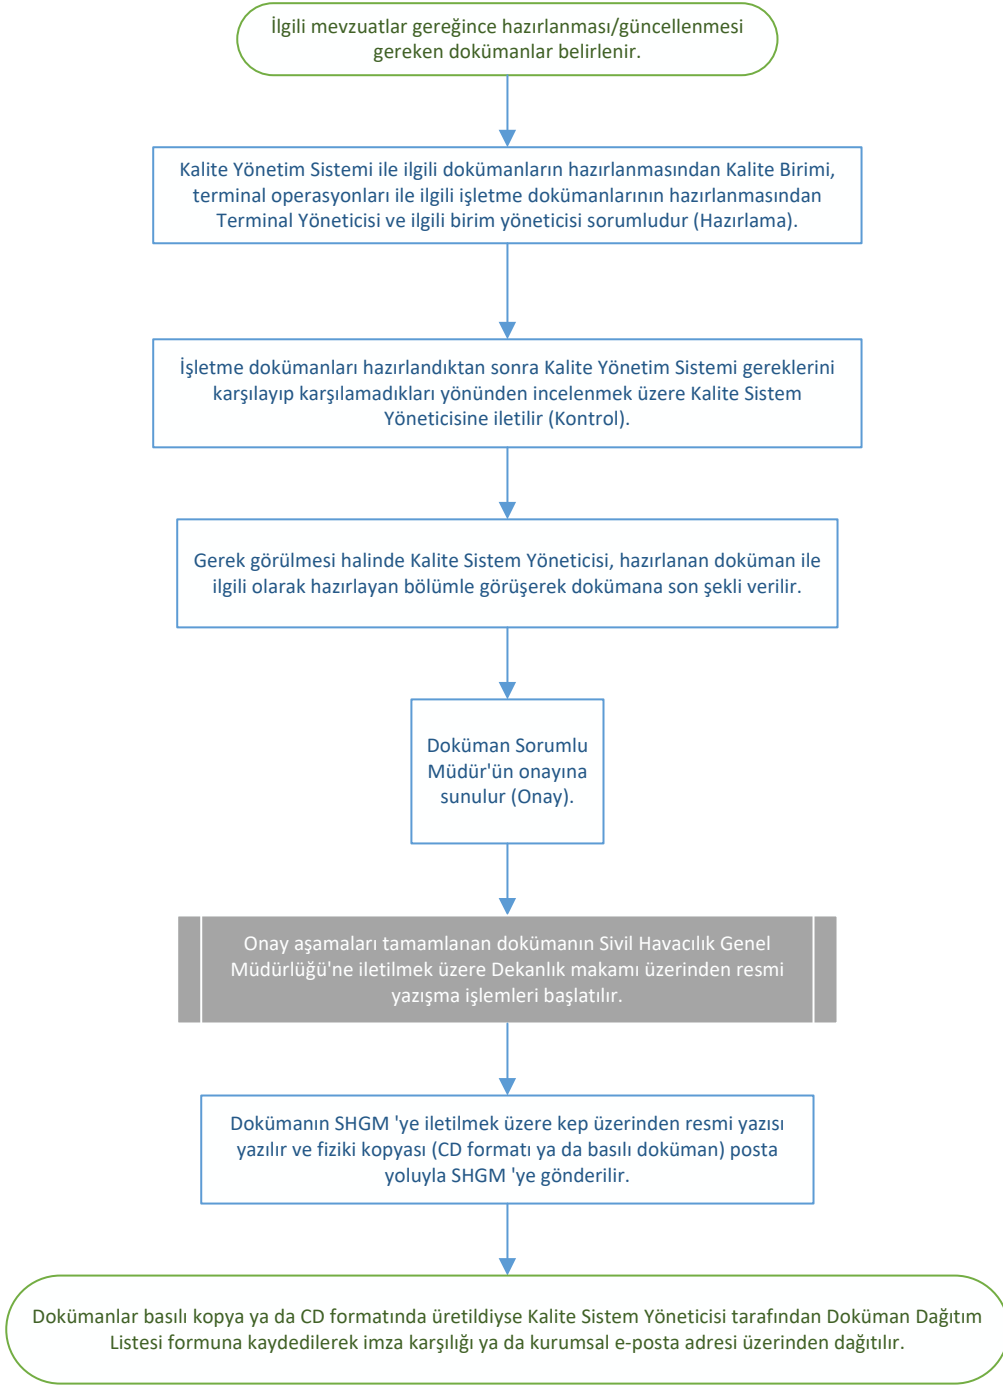 İlgili mevzuatlar gereğince hazırlanması/güncellenmesi
gereken dokümanlar belirlenir.
Kalite Yönetim Sistemi ile ilgili dokümanların hazırlanmasından Kalite Birimi,
terminal operasyonları ile ilgili işletme dokümanlarının hazırlanmasından
Terminal Yöneticisi ve ilgili birim yöneticisi sorumludur (Hazırlama).
İşletme dokümanları hazırlandıktan sonra Kalite Yönetim Sistemi gereklerini
karşılayıp karşılamadıkları yönünden incelenmek üzere Kalite Sistem
Yöneticisine iletilir (Kontrol).
Gerek görülmesi halinde Kalite Sistem Yöneticisi, hazırlanan doküman ile
ilgili olarak hazırlayan bölümle görüşerek dokümana son şekli verilir.
Doküman Sorumlu
Müdür'ün onayına
sunulur (Onay).
Onay aşamaları tamamlanan dokümanın Sivil Havacılık Genel
Müdürlüğü'ne iletilmek üzere Dekanlık makamı üzerinden resmi
yazışma işlemleri başlatılır.
Dokümanın SHGM 'ye iletilmek üzere kep üzerinden resmi yazısı
yazılır ve fiziki kopyası (CD formatı ya da basılı doküman) posta
yoluyla SHGM 'ye gönderilir.
Dokümanlar basılı kopya ya da CD formatında üretildiyse Kalite Sistem Yöneticisi tarafından Doküman Dağıtım
Listesi formuna kaydedilerek imza karşılığı ya da kurumsal e-posta adresi üzerinden dağıtılır.